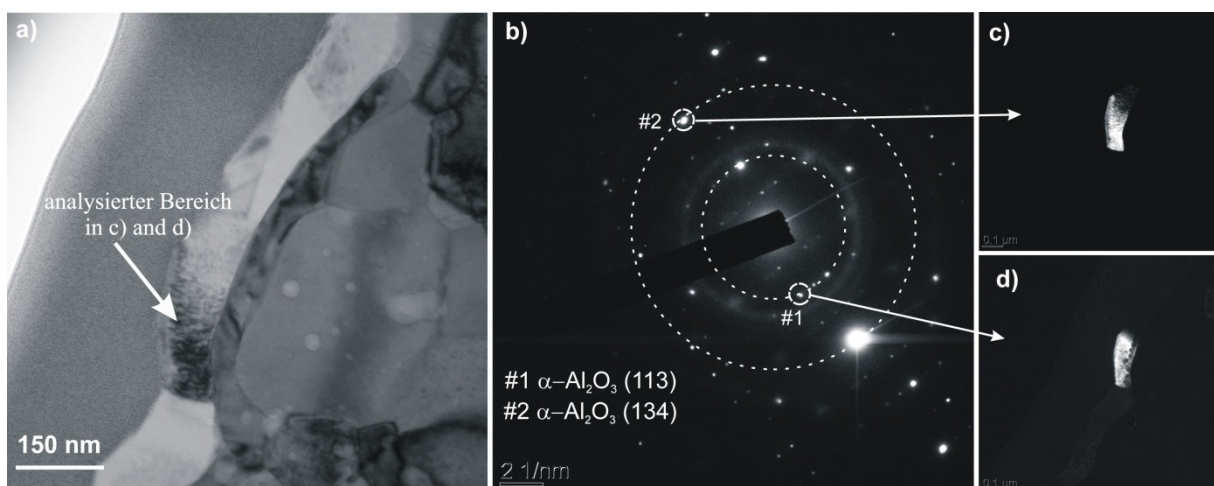 a)
analysierter Bereich
in c) and d)
150 nm
b)
#2
#1
#1 α–Al₂O₃ (113)
#2 α–Al₂O₃ (134)
2 1/nm
c)
0.1 µm
d)
0.1 µm